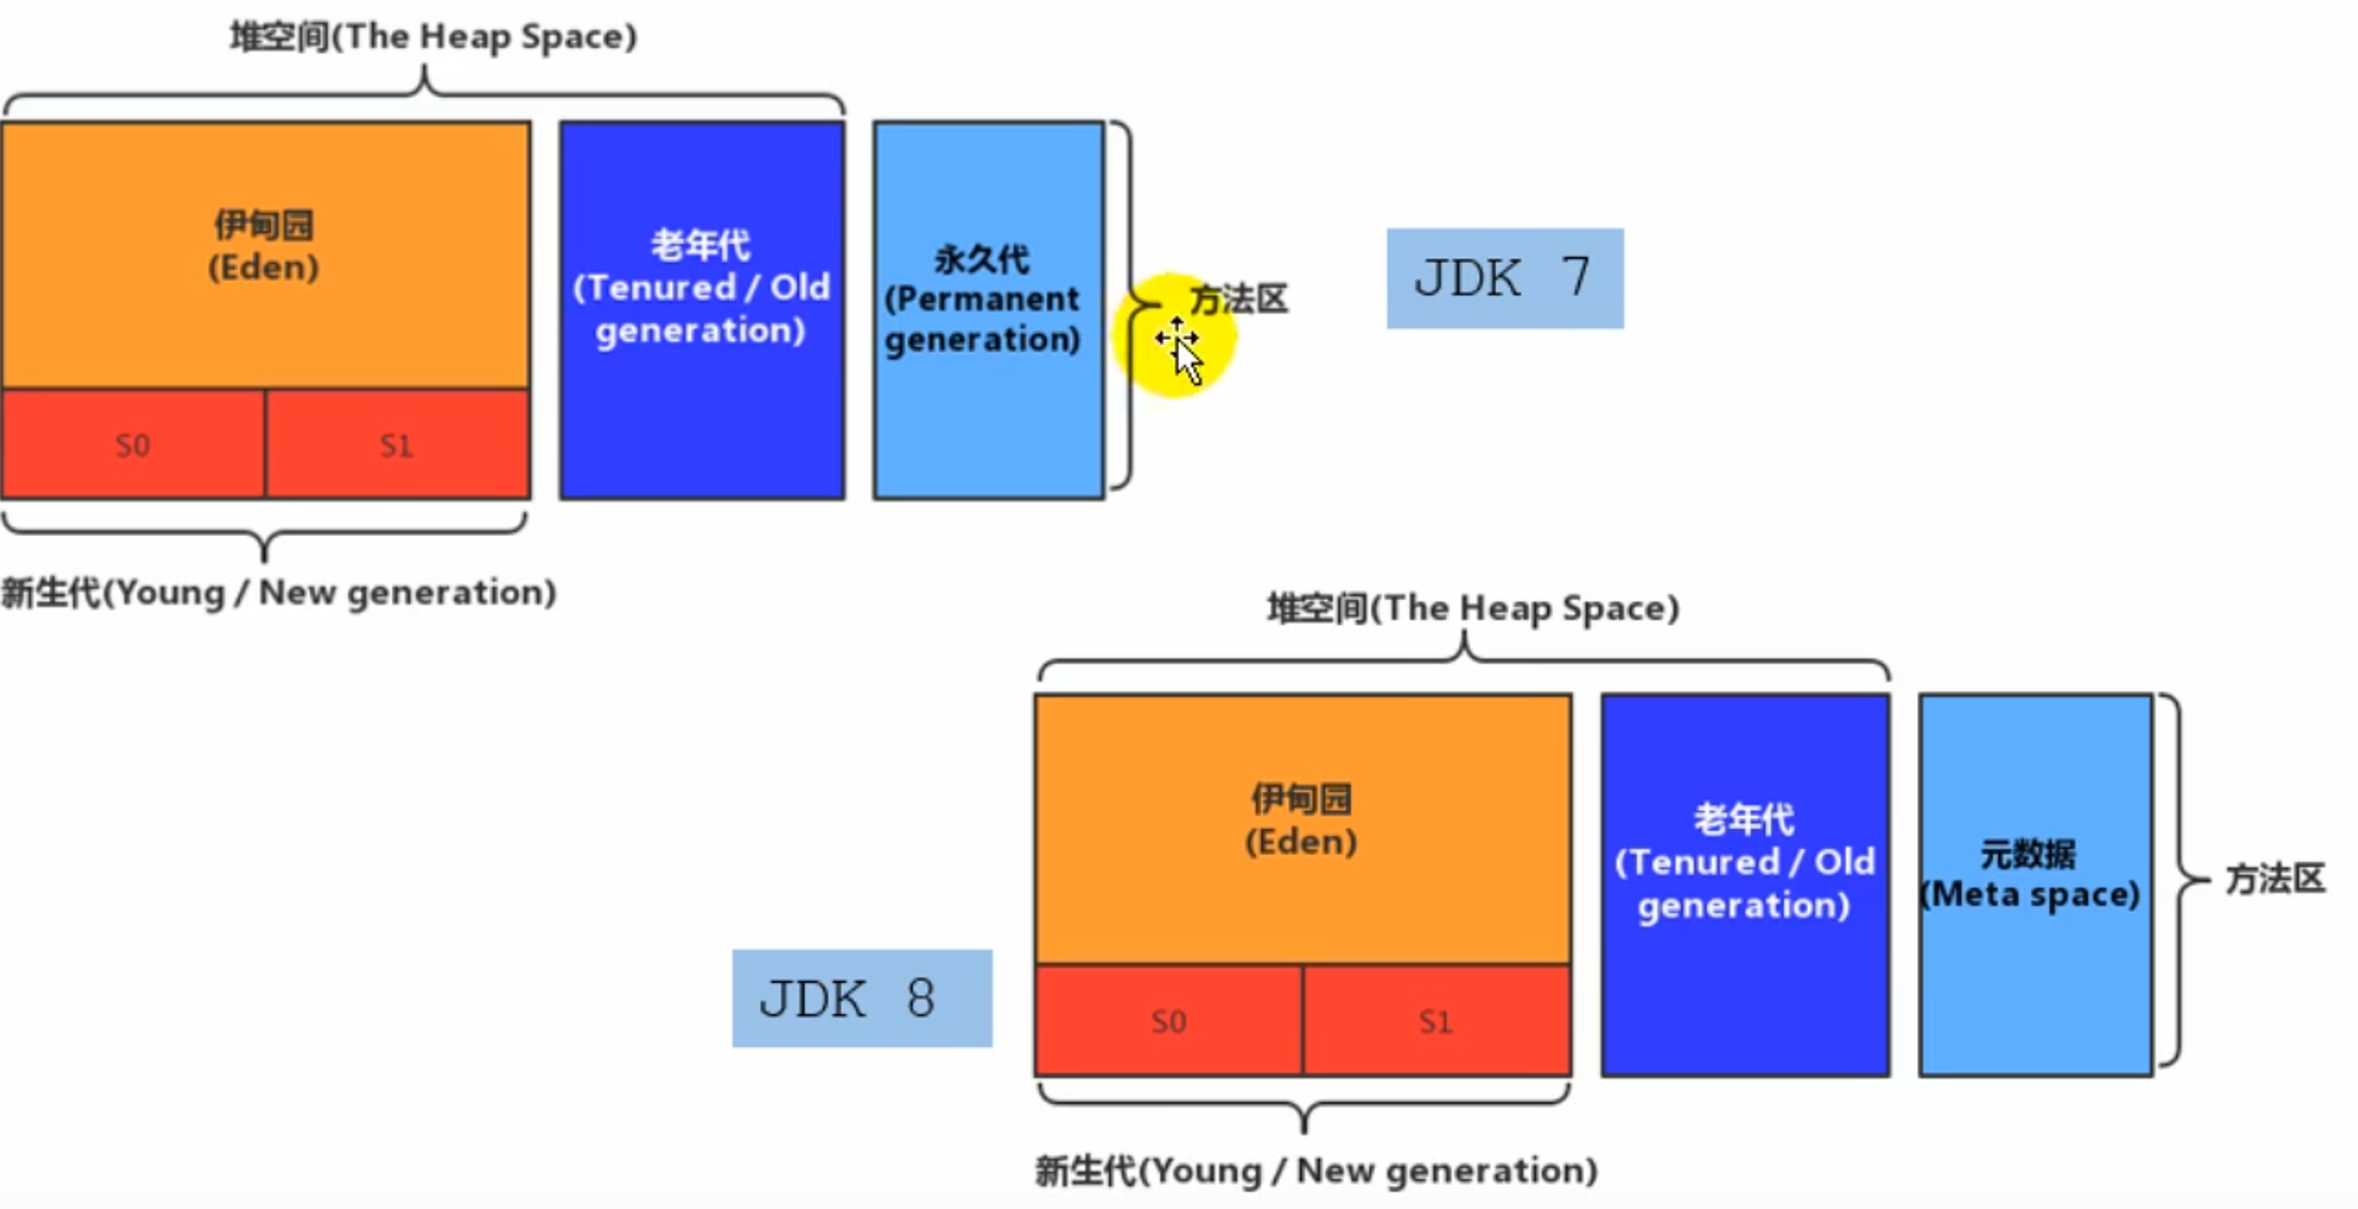 堆空间(The Heap Space)
伊甸园
(Eden)
老年代
(Tenured / Old
generation)
永久代
(Permanent
generation)
方法区
JDK 7
S0
S1
新生代(Young / New generation)
堆空间(The Heap Space)
伊甸园
(Eden)
老年代
(Tenured / Old
generation)
元数据
(Meta space)
方法区
JDK 8
S0
S1
新生代(Young / New generation)